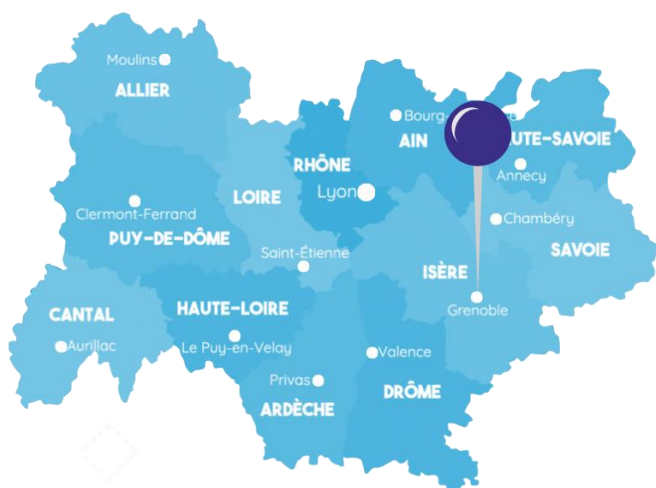 Moulins
ALLIER
Bourg-
AIN
UTE-SAVOIE
RHÔNE
Annecy
LOIRE
Lyon
Clermont-Ferrand
Chambéry
PUY-DE-DÔME
SAVOIE
Saint-Étienne
ISÈRE
HAUTE-LOIRE
Grenoble
CANTAL
Aurillac
Le Puy-en-Velay
Valence
Privas
DRÔME
ARDÈCHE